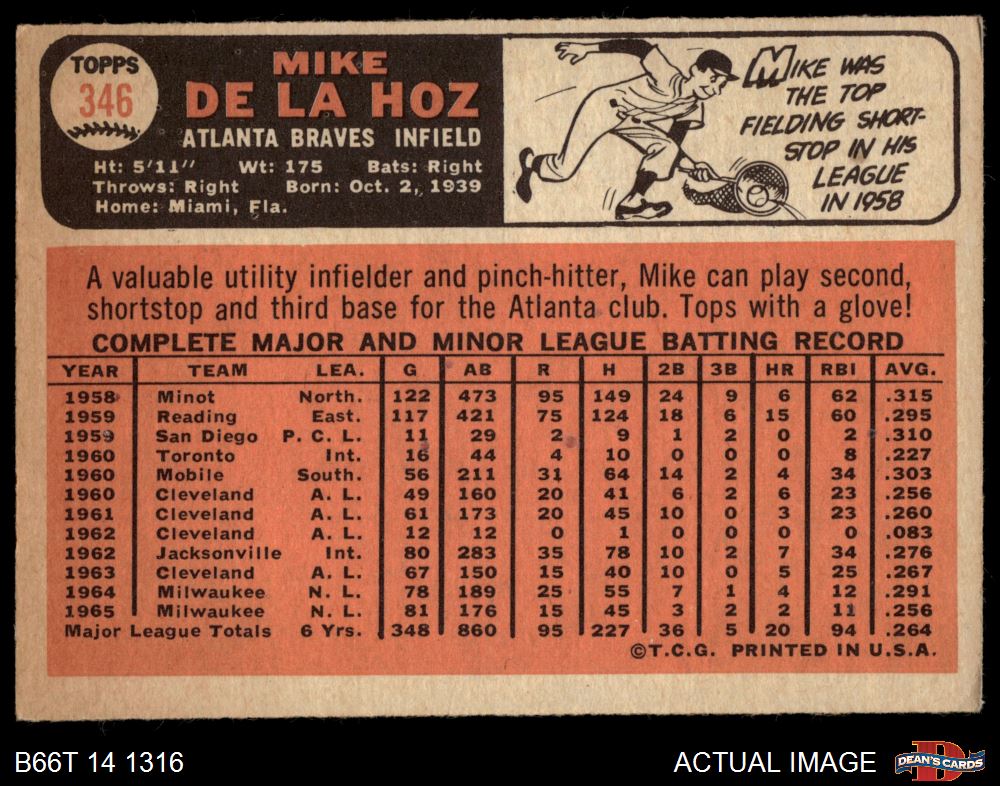 TOPPS
346
MIKE
DE LA HOZ
ATLANTA BRAVES INFIELD
Ht: 5'11" Wt: 175 Bats: Right
Throws: Right Born: Oct. 2, 1939
Home: Miami, Fla.
MIKE WAS
THE TOP
FIELDING SHORT-
STOP IN HIS
LEAGUE
IN 1958
A valuable utility infielder and pinch-hitter, Mike can play second,
shortstop and third base for the Atlanta club. Tops with a glove!
COMPLETE MAJOR AND MINOR LEAGUE BATTING RECORD
YEAR TEAM LEA. G AB R H 2B 3B HR RBI AVG.
1958 Minot North. 122 473 95 149 24 9 6 62 .315
1959 Reading East. 117 421 75 124 18 6 15 60 .295
1959 San Diego P. C. L. 11 29 2 9 1 2 0 2 .310
1960 Toronto Int. 16 44 4 10 0 0 0 8 .227
1960 Mobile South. 56 211 31 64 14 2 4 34 .303
1960 Cleveland A. L. 49 160 20 41 6 2 6 23 .256
1961 Cleveland A. L. 61 173 20 45 10 0 3 23 .260
1962 Cleveland A. L. 12 12 0 1 0 0 0 0 .083
1962 Jacksonville Int. 80 283 35 78 10 2 7 34 .276
1963 Cleveland A. L. 67 150 15 40 10 0 5 25 .267
1964 Milwaukee N. L. 78 189 25 55 7 1 4 12 .291
1965 Milwaukee N. L. 81 176 15 45 3 2 2 11 .256
Major League Totals 6 Yrs. 348 860 95 227 36 5 20 94 .264
©T.C.G. PRINTED IN U.S.A.
B66T 14 1316
ACTUAL IMAGE
DEAN'S CARDS